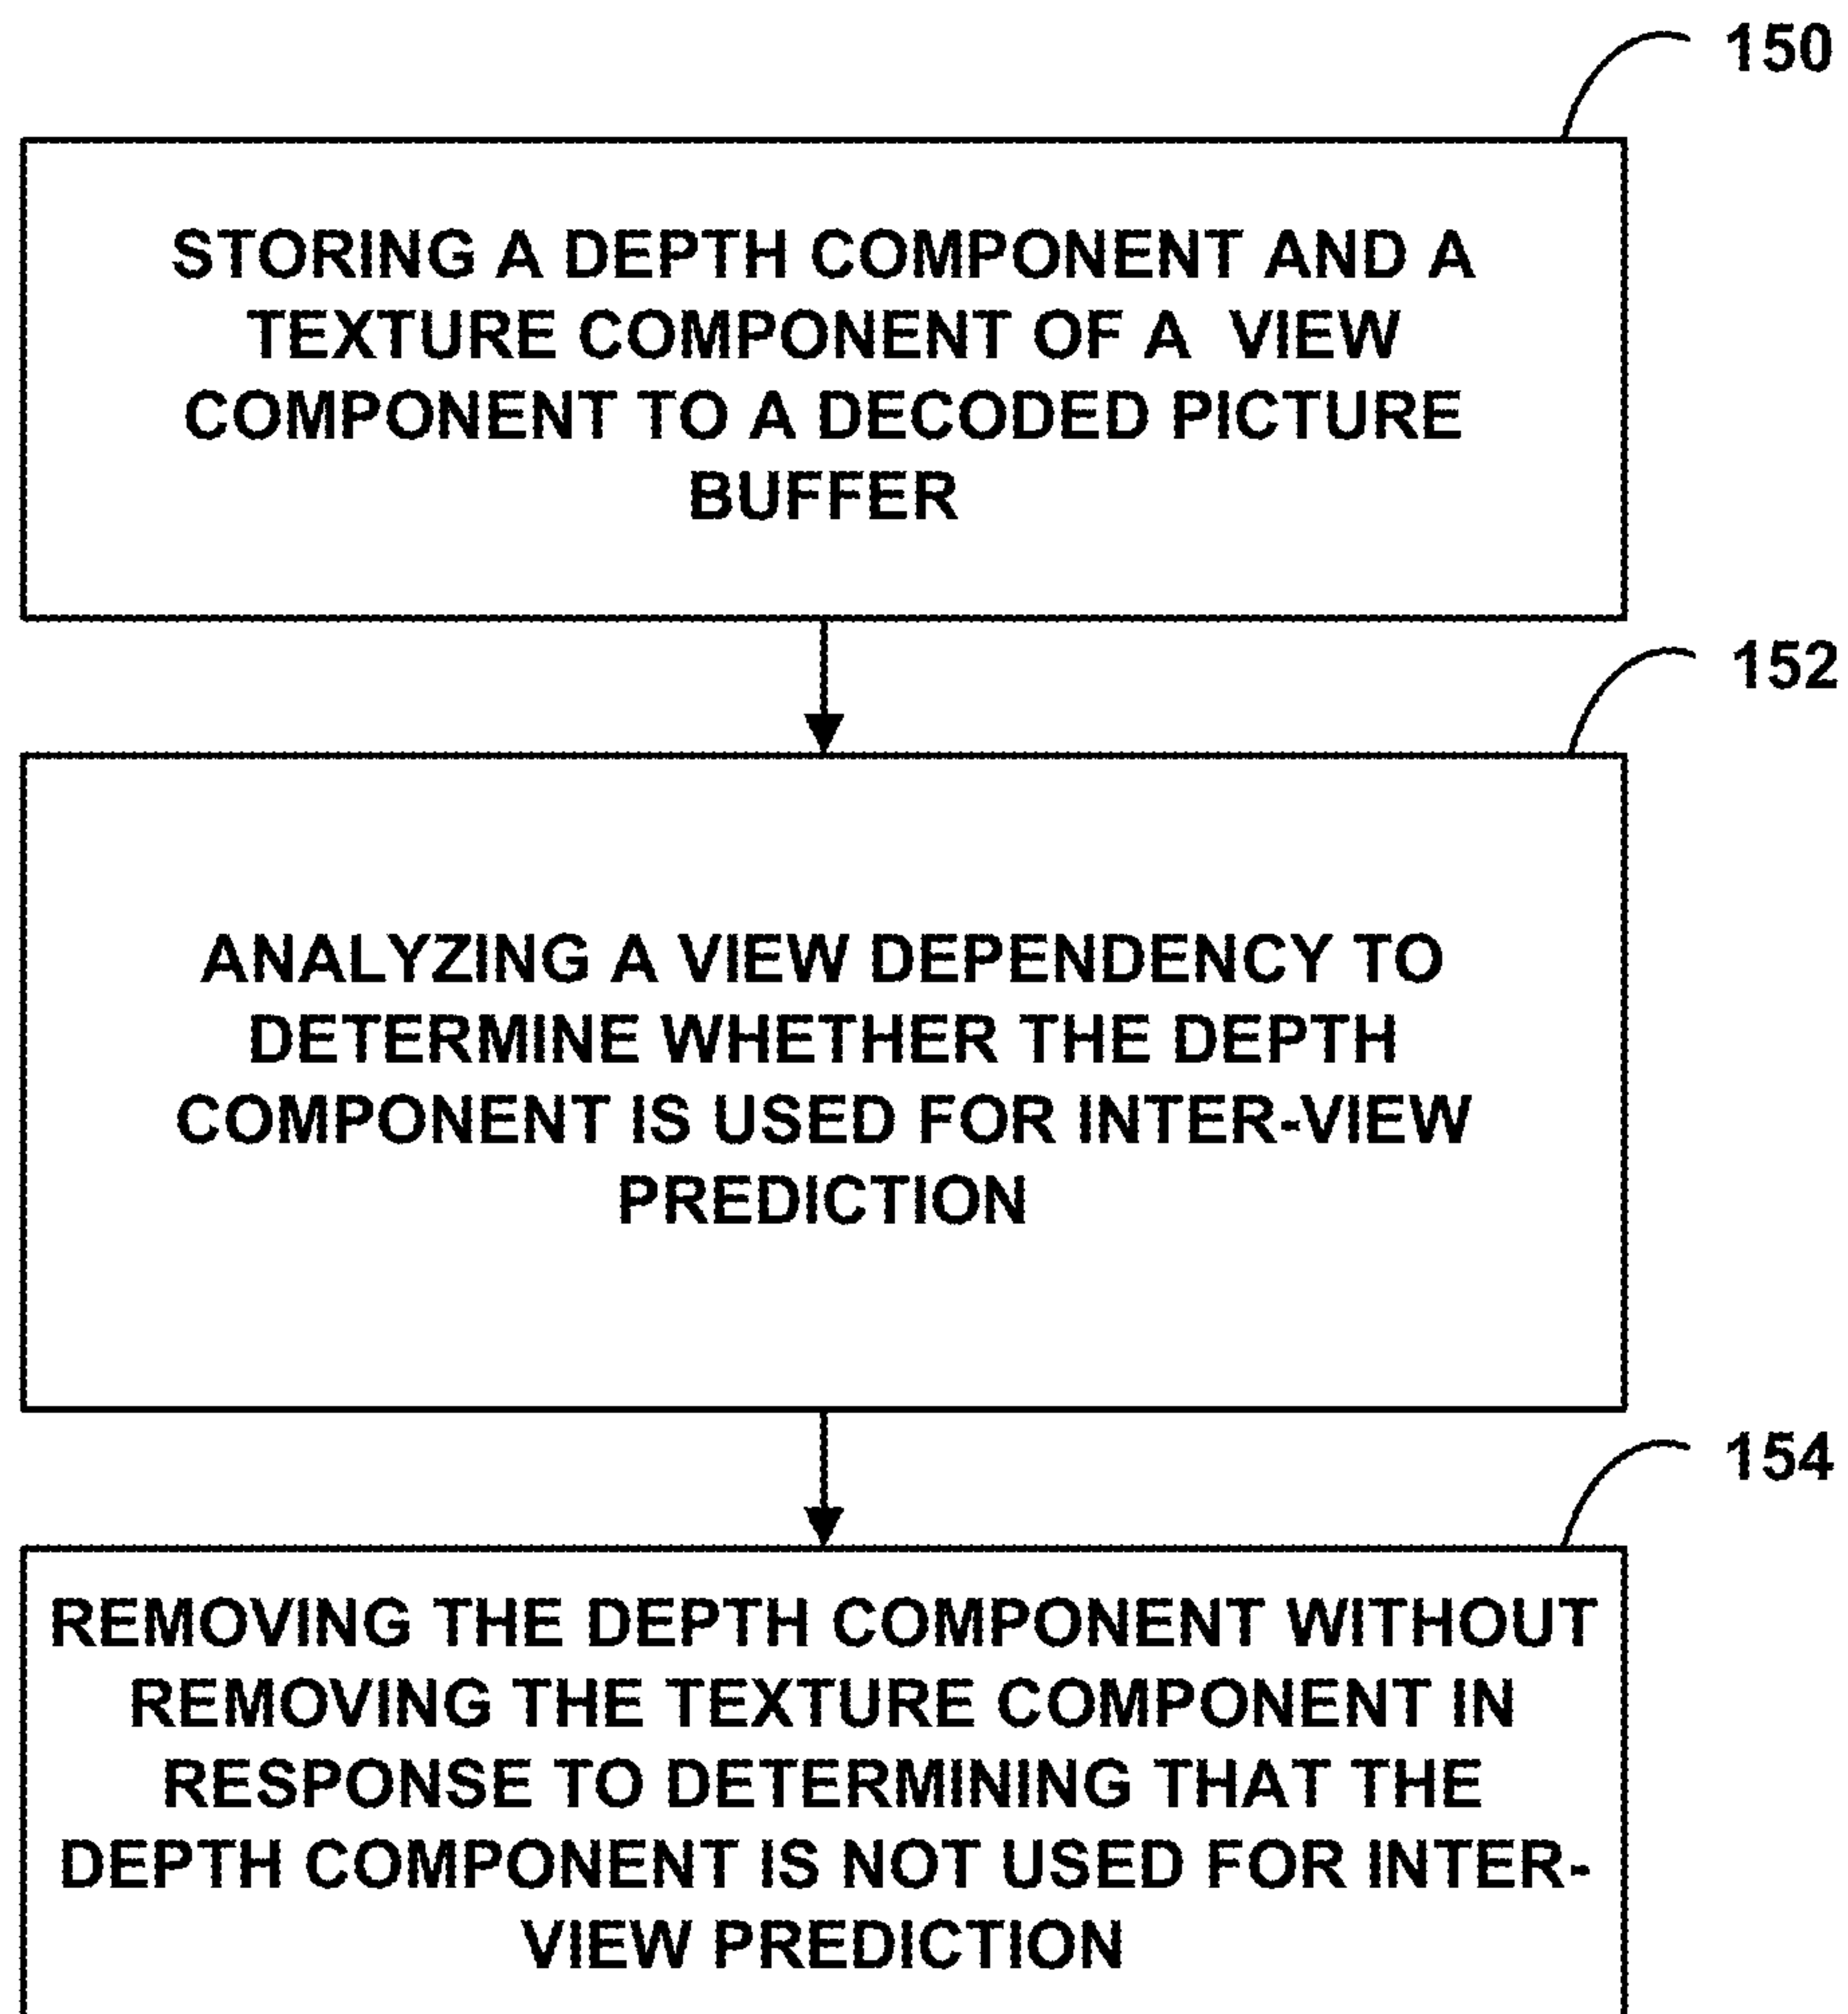 150
STORING A DEPTH COMPONENT AND A
TEXTURE COMPONENT OF A VIEW
COMPONENT TO A DECODED PICTURE
BUFFER
152
ANALYZING A VIEW DEPENDENCY TO
DETERMINE WHETHER THE DEPTH
COMPONENT IS USED FOR INTER-VIEW
PREDICTION
154
REMOVING THE DEPTH COMPONENT WITHOUT
REMOVING THE TEXTURE COMPONENT IN
RESPONSE TO DETERMINING THAT THE
DEPTH COMPONENT IS NOT USED FOR INTER-
VIEW PREDICTION